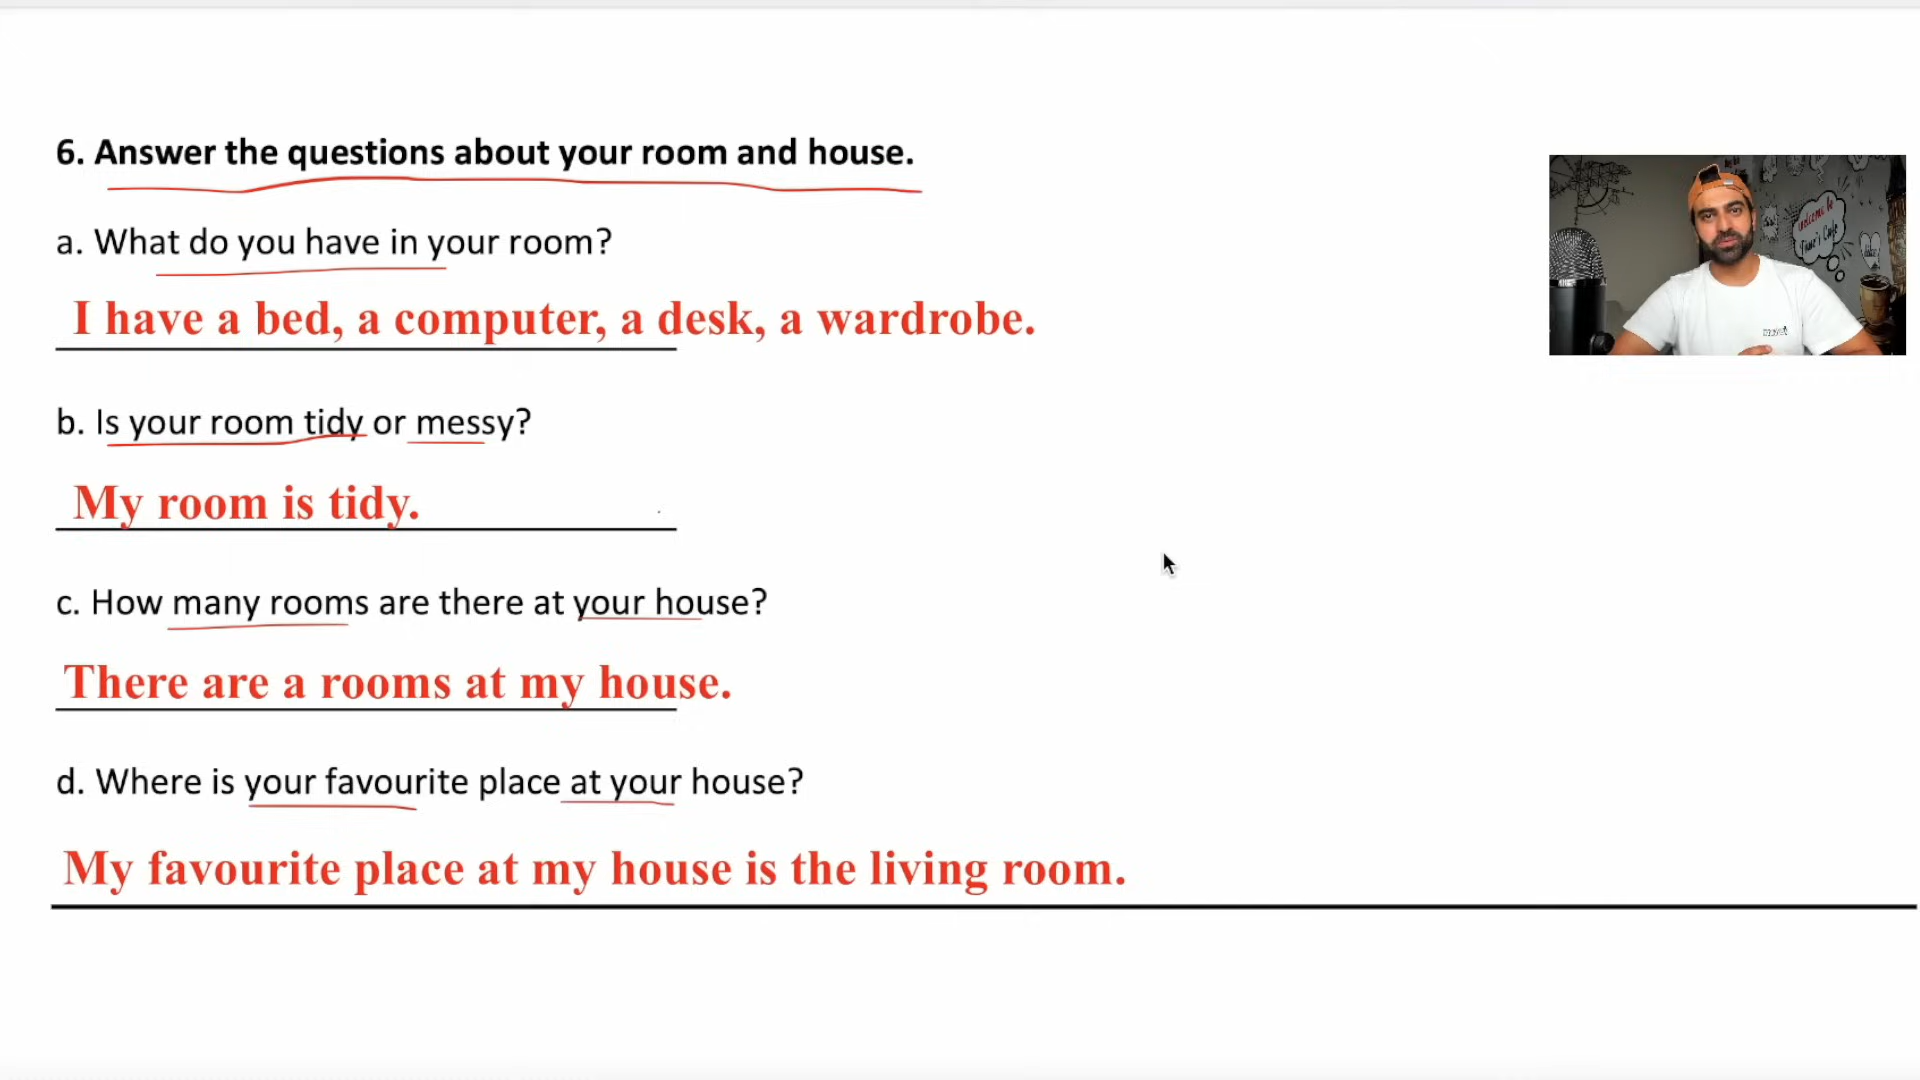 6. Answer the questions about your room and house.
a. What do you have in your room?
I have a bed, a computer, a desk, a wardrobe.
b. Is your room tidy or messy?
My room is tidy.
c. How many rooms are there at your house?
There are a rooms at my house.
d. Where is your favourite place at your house?
My favourite place at my house is the living room.
welcome to